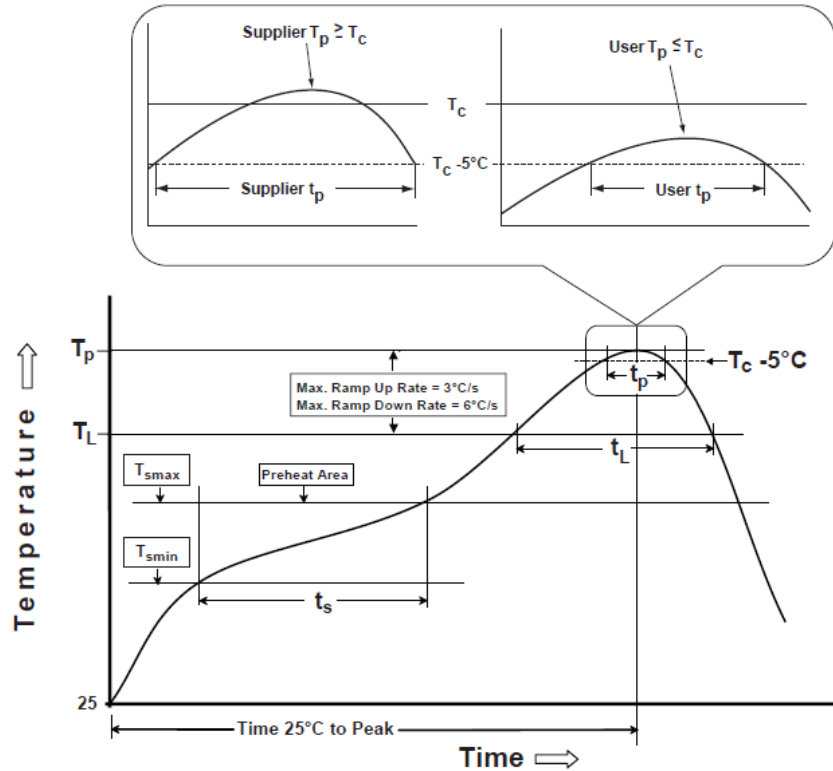 Supplier Tp ≥ Tc
User Tp ≤ Tc
Tc
Tc -5°C
Supplier tp
User tp
Tp
Tc -5°C
tp
Max. Ramp Up Rate = 3°C/s
Max. Ramp Down Rate = 6°C/s
TL
tL
Tsmax
Preheat Area
Tsmin
ts
Temperature
25
Time 25°C to Peak
Time